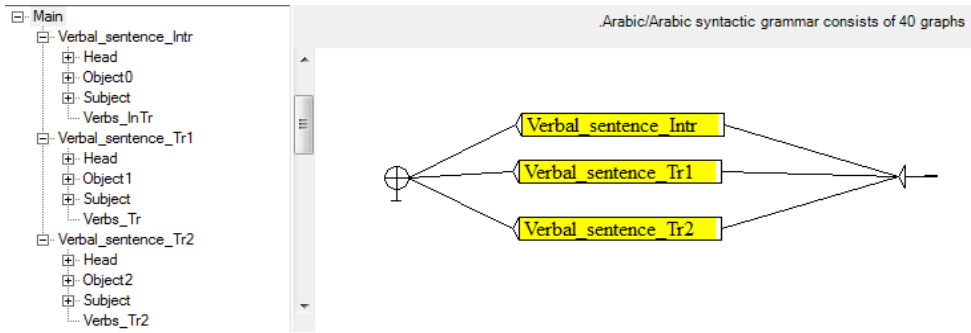 Main
Verbal_sentence_Intr
Head
Object0
Subject
Verbs_InTr
Verbal_sentence_Tr1
Head
Object1
Subject
Verbs_Tr
Verbal_sentence_Tr2
Head
Object2
Subject
Verbs_Tr2
.Arabic/Arabic syntactic grammar consists of 40 graphs
Verbal_sentence_Intr
Verbal_sentence_Tr1
Verbal_sentence_Tr2